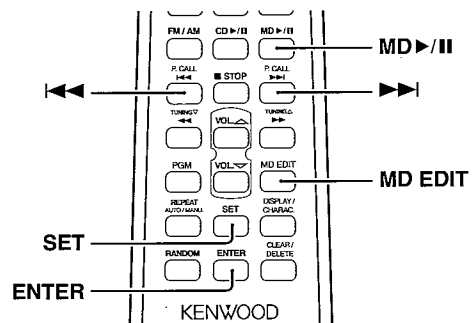 FM / AM CD ▶/II MD ▶/II
MD ▶/II
P. CALL
I◀◀ ■ STOP P. CALL
▶▶I
I◀◀ ▶▶I
TUNING ▽
◀◀ VOL. △ TUNING △
▶▶
PGM VOL. ▽ MD EDIT
MD EDIT
REPEAT
AUTO / MANU. SET DISPLAY /
CHARAC.
SET
RANDOM ENTER CLEAR /
DELETE
ENTER
KENWOOD